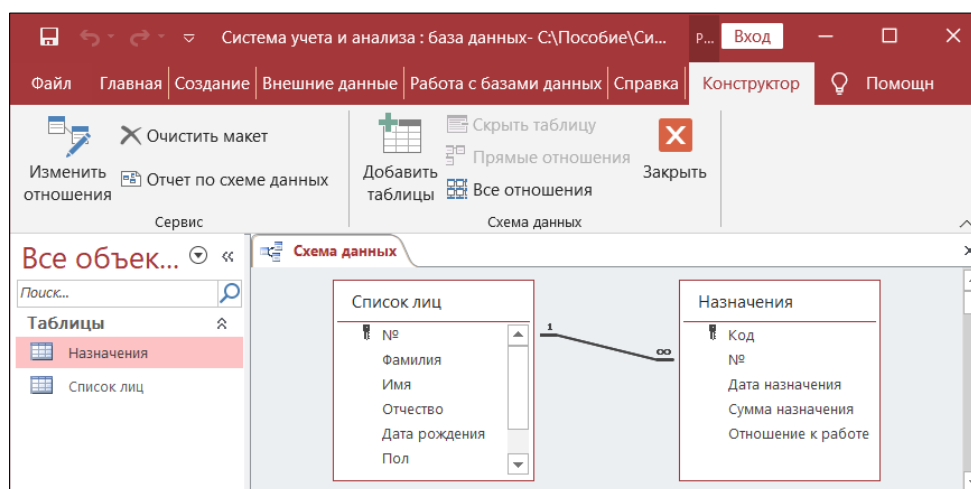 Система учета и анализа : база данных- C:\Пособие\Си... Р... Вход
Файл Главная Создание Внешние данные Работа с базами данных Справка Конструктор Помощн
Изменить отношения
Очистить макет
Отчет по схеме данных
Сервис
Добавить таблицы
Скрыть таблицу
Прямые отношения
Все отношения
Закрыть
Схема данных
Все объек...
Поиск...
Таблицы
Назначения
Список лиц
Схема данных
Список лиц
№
Фамилия
Имя
Отчество
Дата рождения
Пол
1
∞
Назначения
Код
№
Дата назначения
Сумма назначения
Отношение к работе